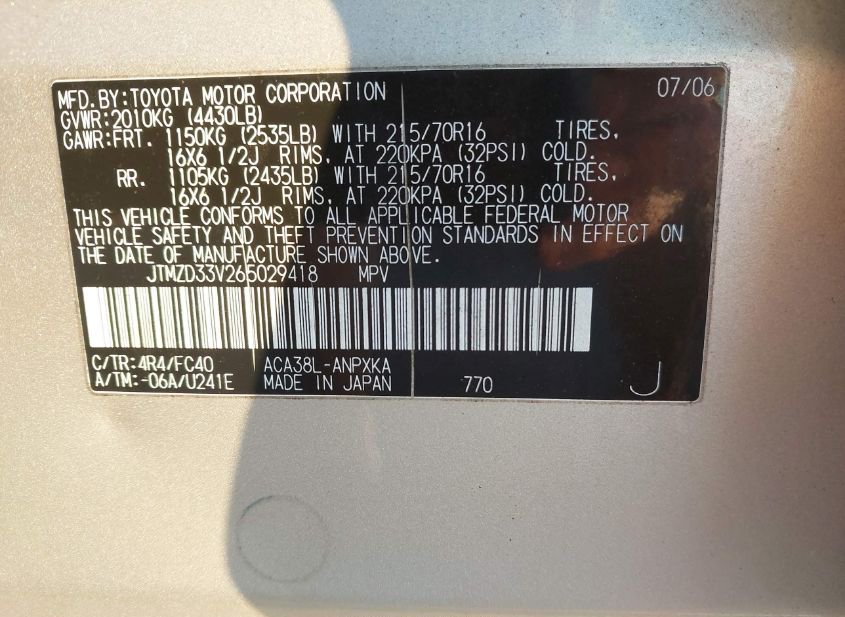 MFD.BY:TOYOTA MOTOR CORPORATION 07/06
GVWR:2010KG (4430LB)
GAWR:FRT. 1150KG (2535LB) WITH 215/70R16 TIRES,
16X6 1/2J RIMS, AT 220KPA (32PSI) COLD.
RR. 1105KG (2435LB) WITH 215/70R16 TIRES,
16X6 1/2J RIMS, AT 220KPA (32PSI) COLD.
THIS VEHICLE CONFORMS TO ALL APPLICABLE FEDERAL MOTOR
VEHICLE SAFETY AND THEFT PREVENTION STANDARDS IN EFFECT ON
THE DATE OF MANUFACTURE SHOWN ABOVE.
JTMZD33V265029418 MPV
C/TR:4R4/FC40 ACA38L-ANPXKA
A/TM:-06A/U241E MADE IN JAPAN 770 J